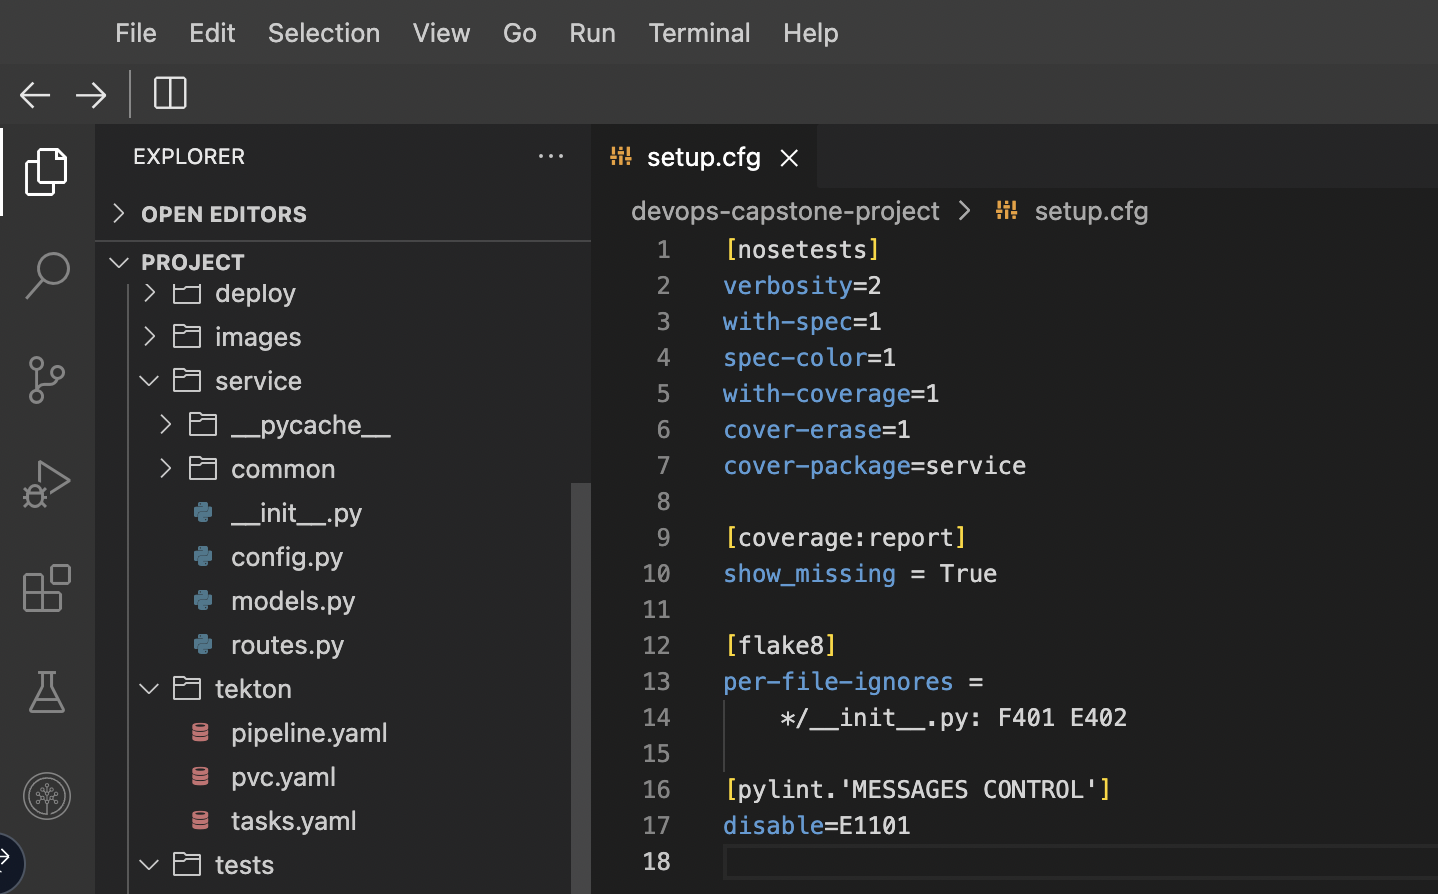 File Edit Selection View Go Run Terminal Help
EXPLORER
OPEN EDITORS
PROJECT
deploy
images
service
__pycache__
common
__init__.py
config.py
models.py
routes.py
tekton
pipeline.yaml
pvc.yaml
tasks.yaml
tests
setup.cfg
devops-capstone-project > setup.cfg
1 [nosetests]
2 verbosity=2
3 with-spec=1
4 spec-color=1
5 with-coverage=1
6 cover-erase=1
7 cover-package=service
8
9 [coverage:report]
10 show_missing = True
11
12 [flake8]
13 per-file-ignores =
14     */__init__.py: F401 E402
15
16 [pylint.'MESSAGES CONTROL']
17 disable=E1101
18